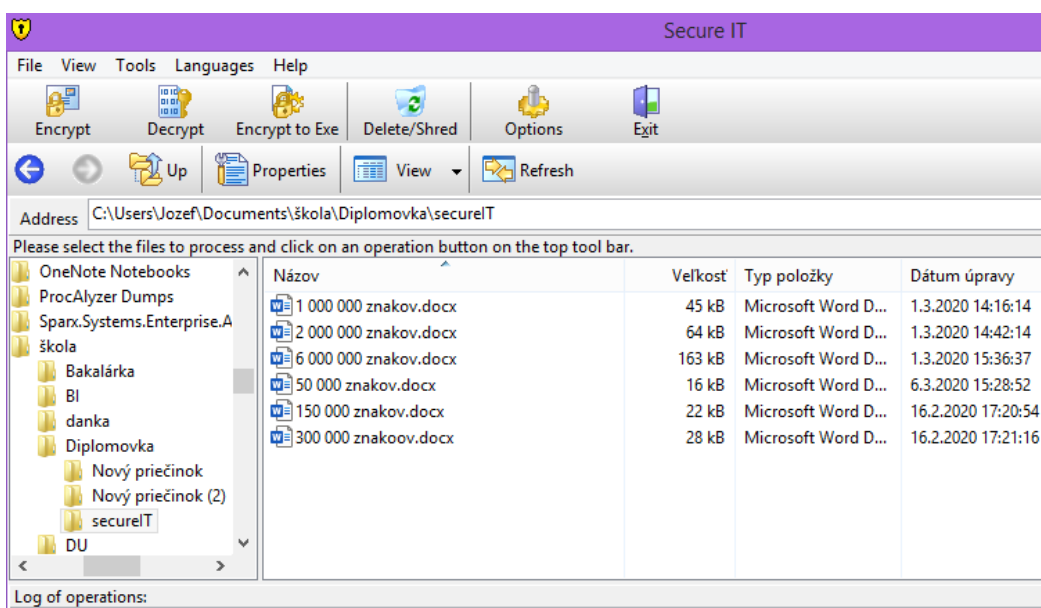 Secure IT
File View Tools Languages Help
Encrypt Decrypt Encrypt to Exe Delete/Shred Options Exit
Up Properties View Refresh
Address C:\Users\Jozef\Documents\škola\Diplomovka\secureIT
Please select the files to process and click on an operation button on the top tool bar.
OneNote Notebooks
ProcAlyzer Dumps
Sparx.Systems.Enterprise.A
škola
Bakalárka
BI
danka
Diplomovka
Nový priečinok
Nový priečinok (2)
secureIT
DU
Názov Veľkosť Typ položky Dátum úpravy
1 000 000 znakov.docx 45 kB Microsoft Word D... 1.3.2020 14:16:14
2 000 000 znakov.docx 64 kB Microsoft Word D... 1.3.2020 14:42:14
6 000 000 znakov.docx 163 kB Microsoft Word D... 1.3.2020 15:36:37
50 000 znakov.docx 16 kB Microsoft Word D... 6.3.2020 15:28:52
150 000 znakov.docx 22 kB Microsoft Word D... 16.2.2020 17:20:54
300 000 znakoov.docx 28 kB Microsoft Word D... 16.2.2020 17:21:16
Log of operations: